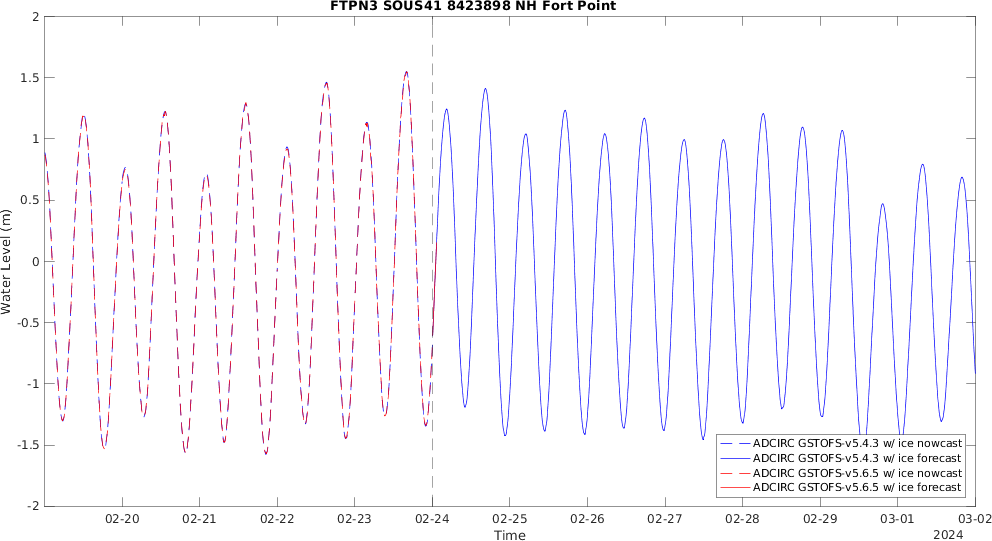 FTPN3 SOUS41 8423898 NH Fort Point
2
1.5
1
0.5
0
-0.5
-1
-1.5
-2
Water Level (m)
02-20 02-21 02-22 02-23 02-24 02-25 02-26 02-27 02-28 02-29 03-01 03-02
Time
2024
ADCIRC GSTOFS-v5.4.3 w/ ice nowcast
ADCIRC GSTOFS-v5.4.3 w/ ice forecast
ADCIRC GSTOFS-v5.6.5 w/ ice nowcast
ADCIRC GSTOFS-v5.6.5 w/ ice forecast